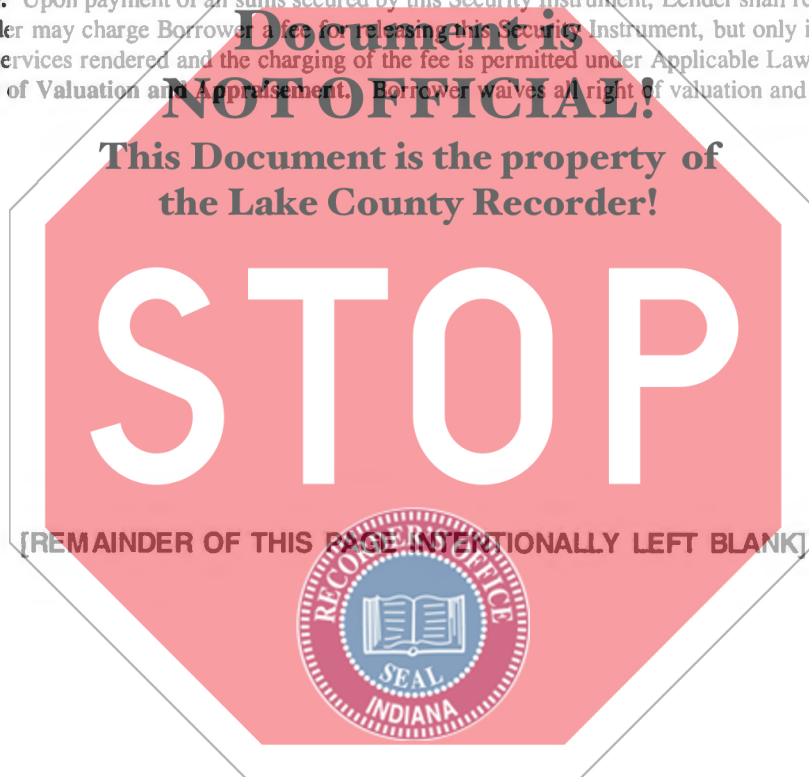 . Upon payment of all sums secured by this Security Instrument, Lender shall
er may charge Borrower a fee for releasing this Security Instrument, but only i
ervices rendered and the charging of the fee is permitted under Applicable Law
of Valuation and Appraisement. Borrower waives all right of valuation and
Document is
NOT OFFICIAL!
This Document is the property of
the Lake County Recorder!
STOP
[REMAINDER OF THIS PAGE INTENTIONALLY LEFT BLANK]
RECORDER'S OFFICE
SEAL
INDIANA